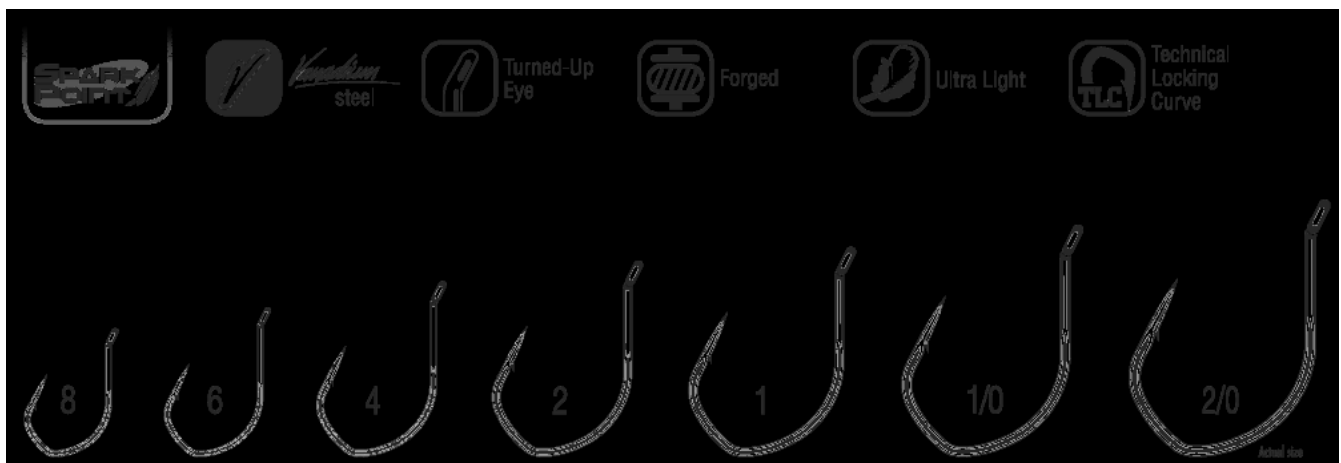 SPARK
POINT
Vanadium
steel
Turned-Up
Eye
Forged
Ultra Light
TLC
Technical
Locking
Curve
8
6
4
2
1
1/0
2/0
Actual size